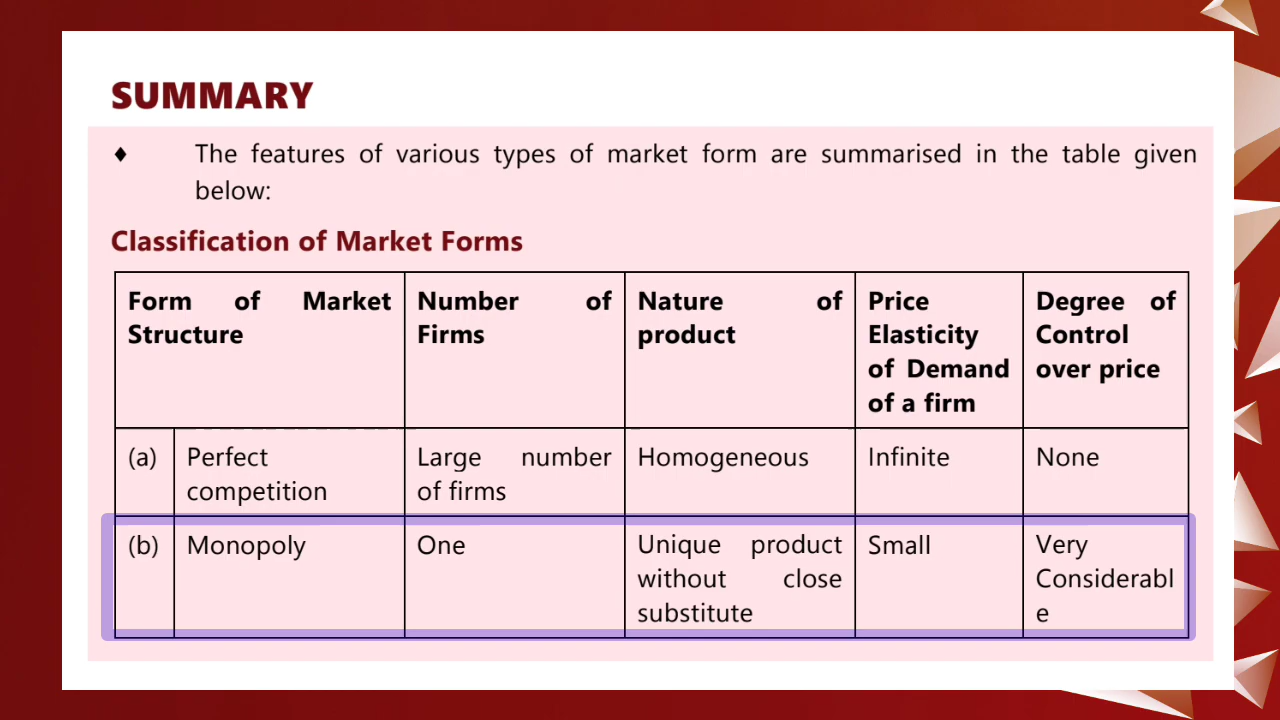 SUMMARY
♦ The features of various types of market form are summarised in the table given
below:
Classification of Market Forms
Form of Market Structure | Number of Firms | Nature of product | Price Elasticity of Demand of a firm | Degree of Control over price
(a) | Perfect competition | Large number of firms | Homogeneous | Infinite | None
(b) | Monopoly | One | Unique product without close substitute | Small | Very Considerable